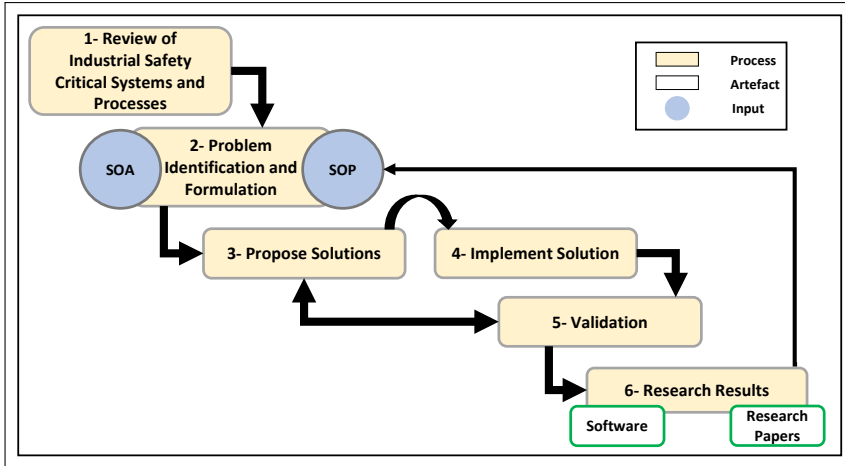 1- Review of
Industrial Safety
Critical Systems and
Processes
Process
Artefact
Input
2- Problem
Identification and
Formulation
SOA
SOP
3- Propose Solutions
4- Implement Solution
5- Validation
6- Research Results
Software
Research
Papers